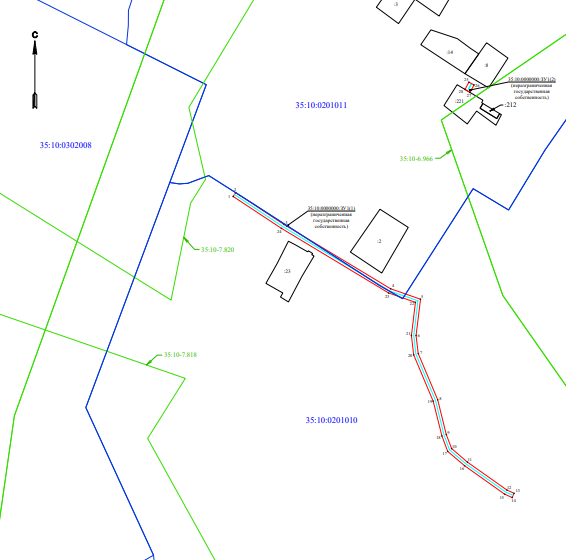 С
:3
:14
:8
35:10:0000000:ЗУ1(2)
(неразграниченная
государственная
собственность)
:221
:212
35:10:0201011
35:10:0302008
35:10-6.966
35:10:0000000:ЗУ1(1)
(неразграниченная
государственная
собственность)
:2
35:10-7.820
:23
35:10-7.818
35:10:0201010